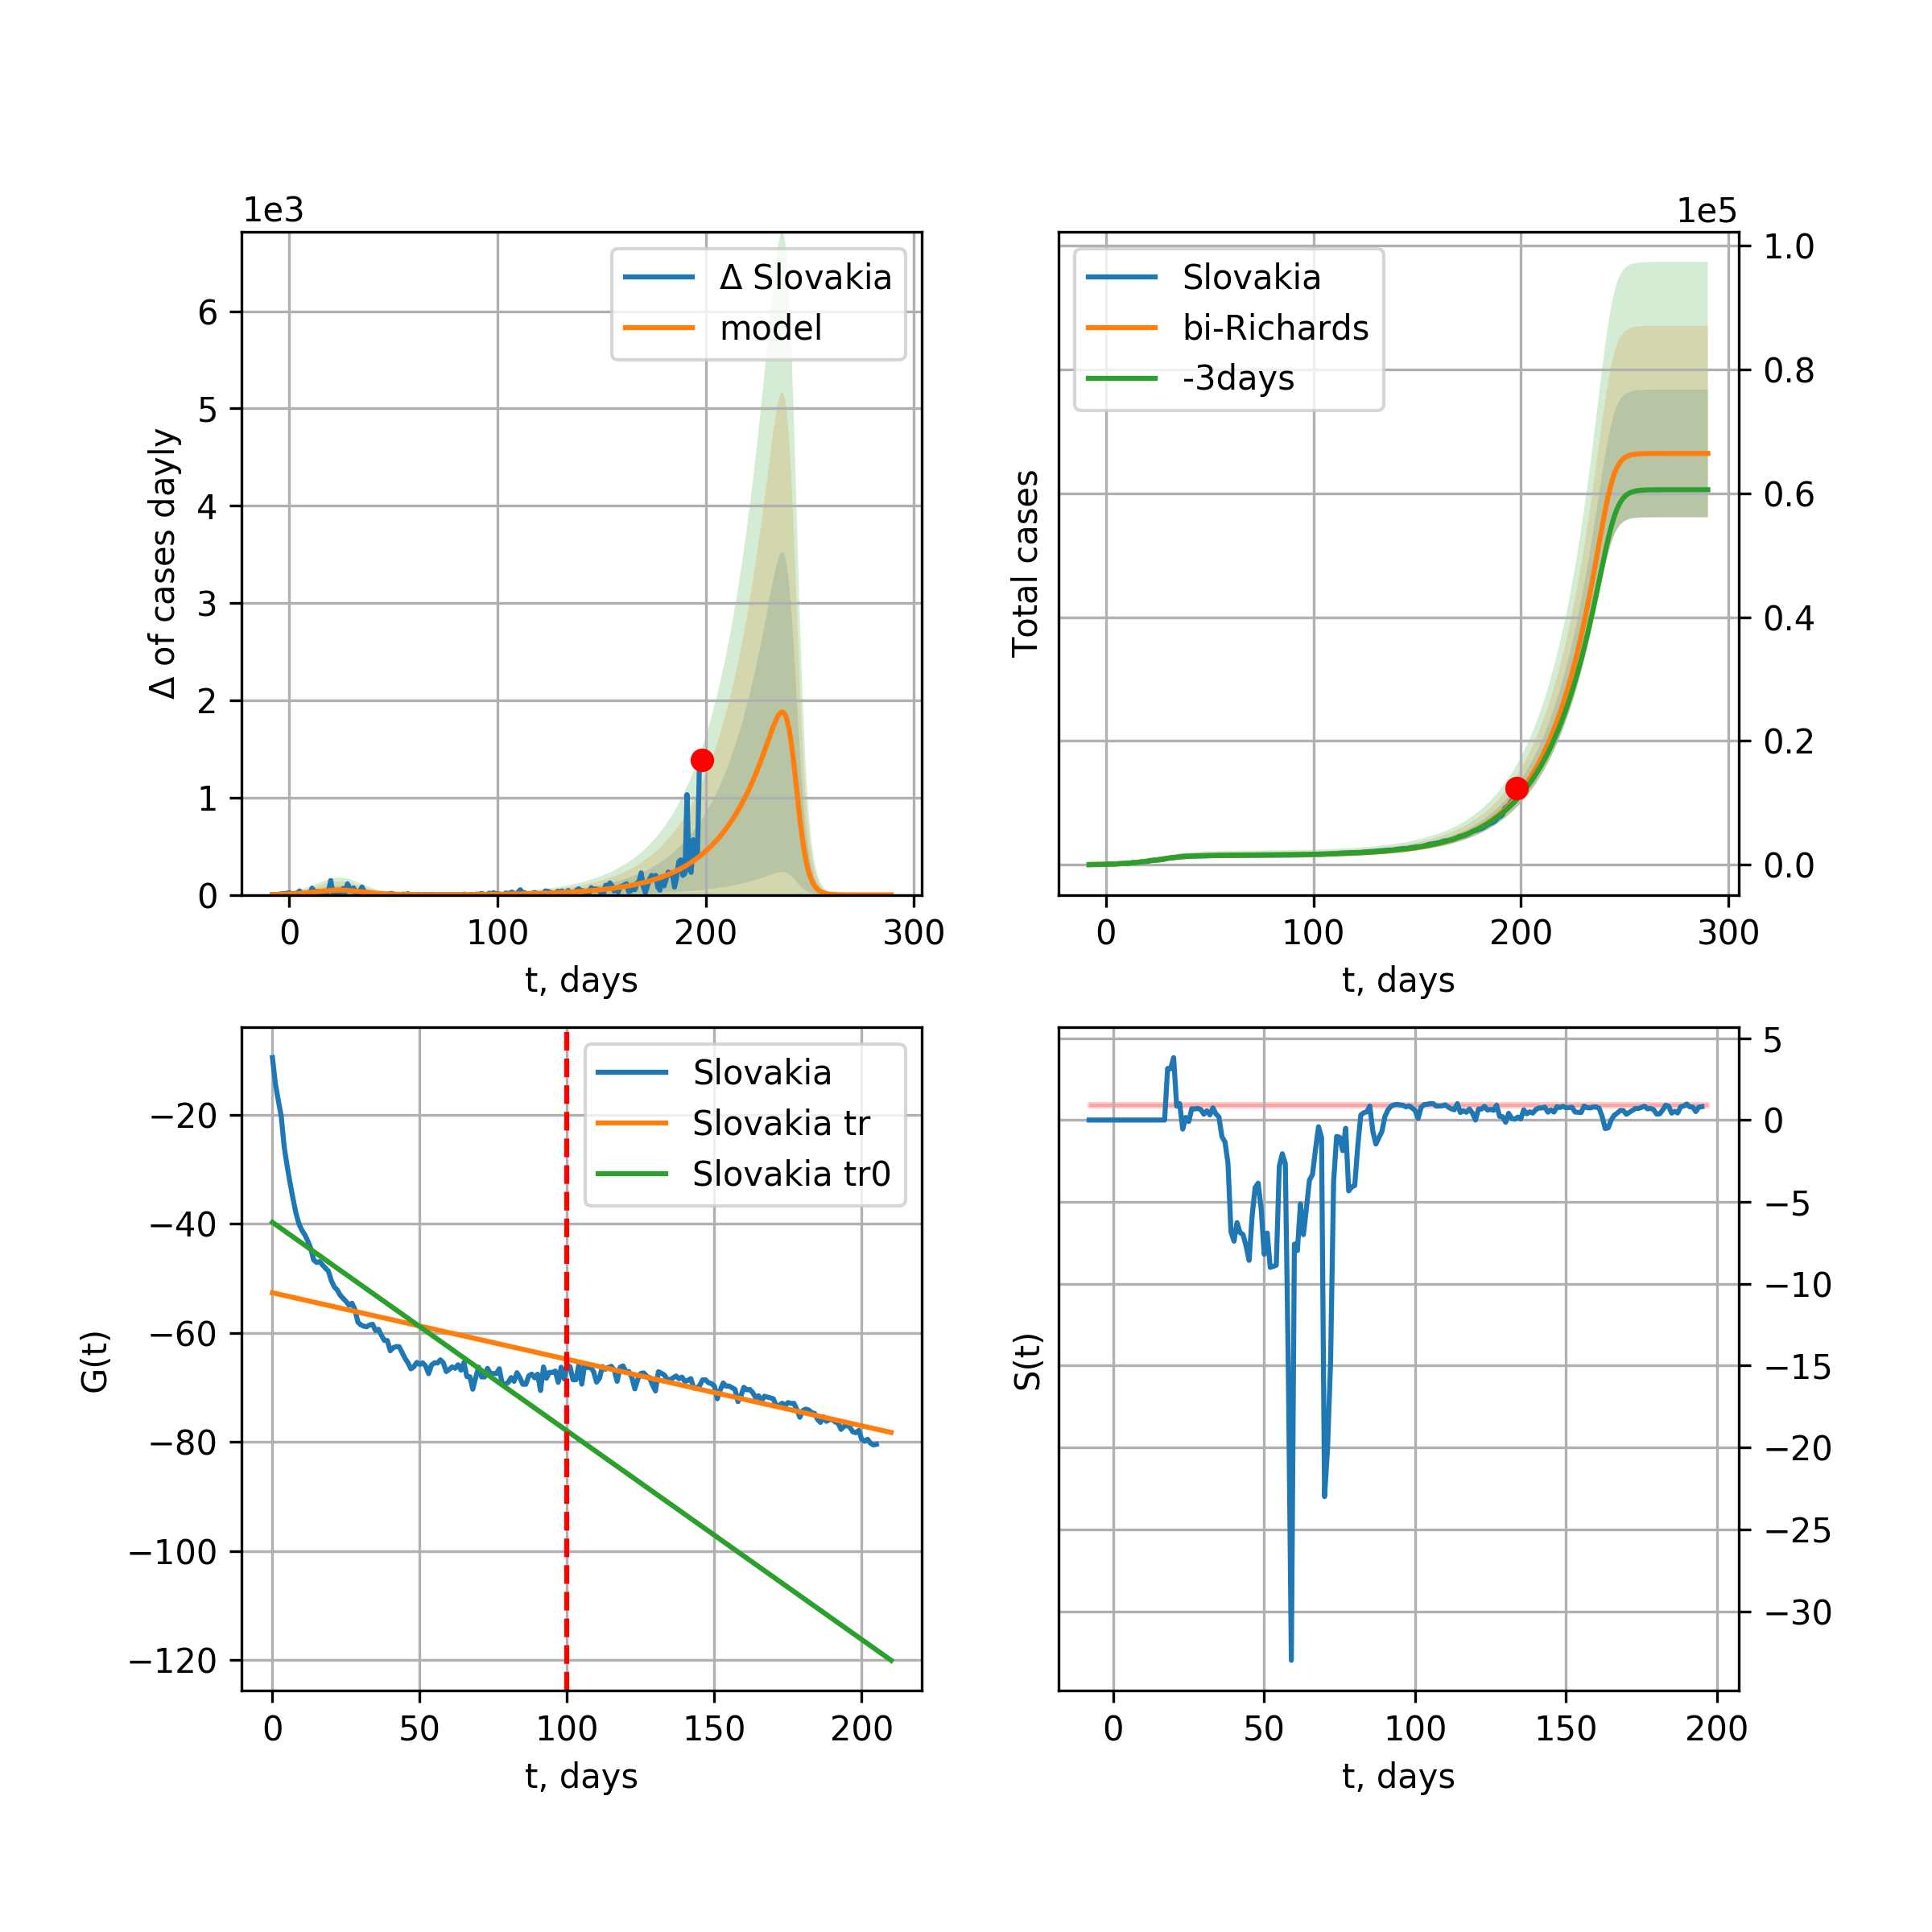 1e3
Δ of cases dayly
6
5
4
3
2
1
0
0 100 200 300
t, days
Δ Slovakia
model
1e5
Total cases
1.0
0.8
0.6
0.4
0.2
0.0
0 100 200 300
t, days
Slovakia
bi-Richards
-3days
G(t)
−20
−40
−60
−80
−100
−120
0 50 100 150 200
t, days
Slovakia
Slovakia tr
Slovakia tr0
S(t)
5
0
−5
−10
−15
−20
−25
−30
0 50 100 150 200
t, days